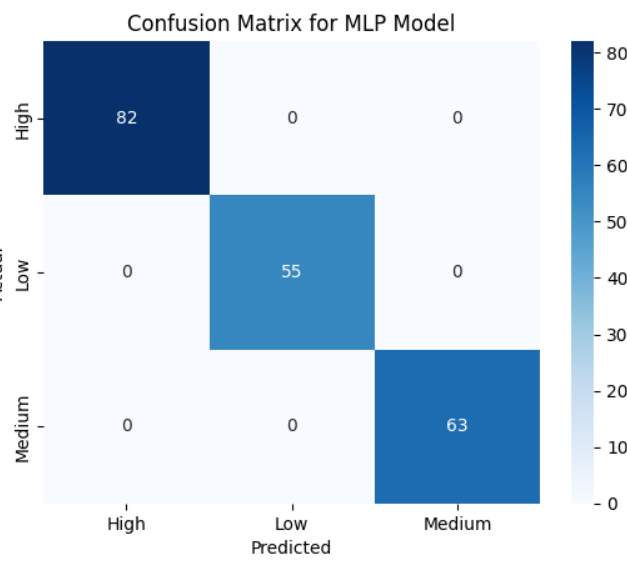 Confusion Matrix for MLP Model
High
82 0 0
Low
0 55 0
Medium
0 0 63
High Low Medium
Predicted
80
70
60
50
40
30
20
10
0